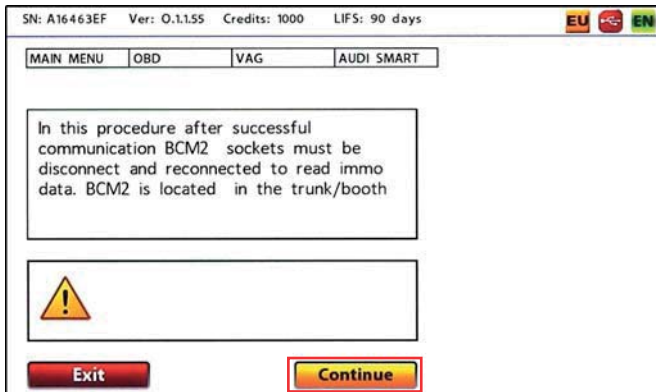 SN: A16463EF Ver: 0.1.1.55 Credits: 1000 LIFS: 90 days EU EN
MAIN MENU OBD VAG AUDI SMART
In this procedure after successful
communication BCM2 sockets must be
disconnect and reconnected to read immo
data. BCM2 is located in the trunk/booth
Exit Continue